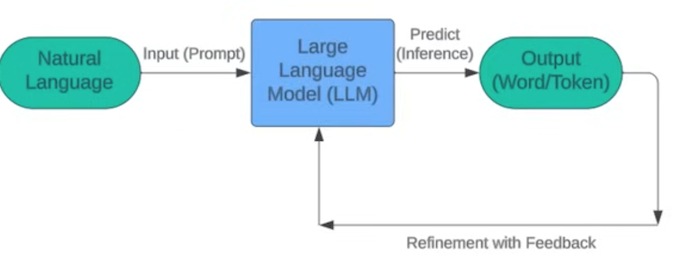 Natural
Language
Input (Prompt)
Large
Language
Model (LLM)
Predict
(Inference)
Output
(Word/Token)
Refinement with Feedback